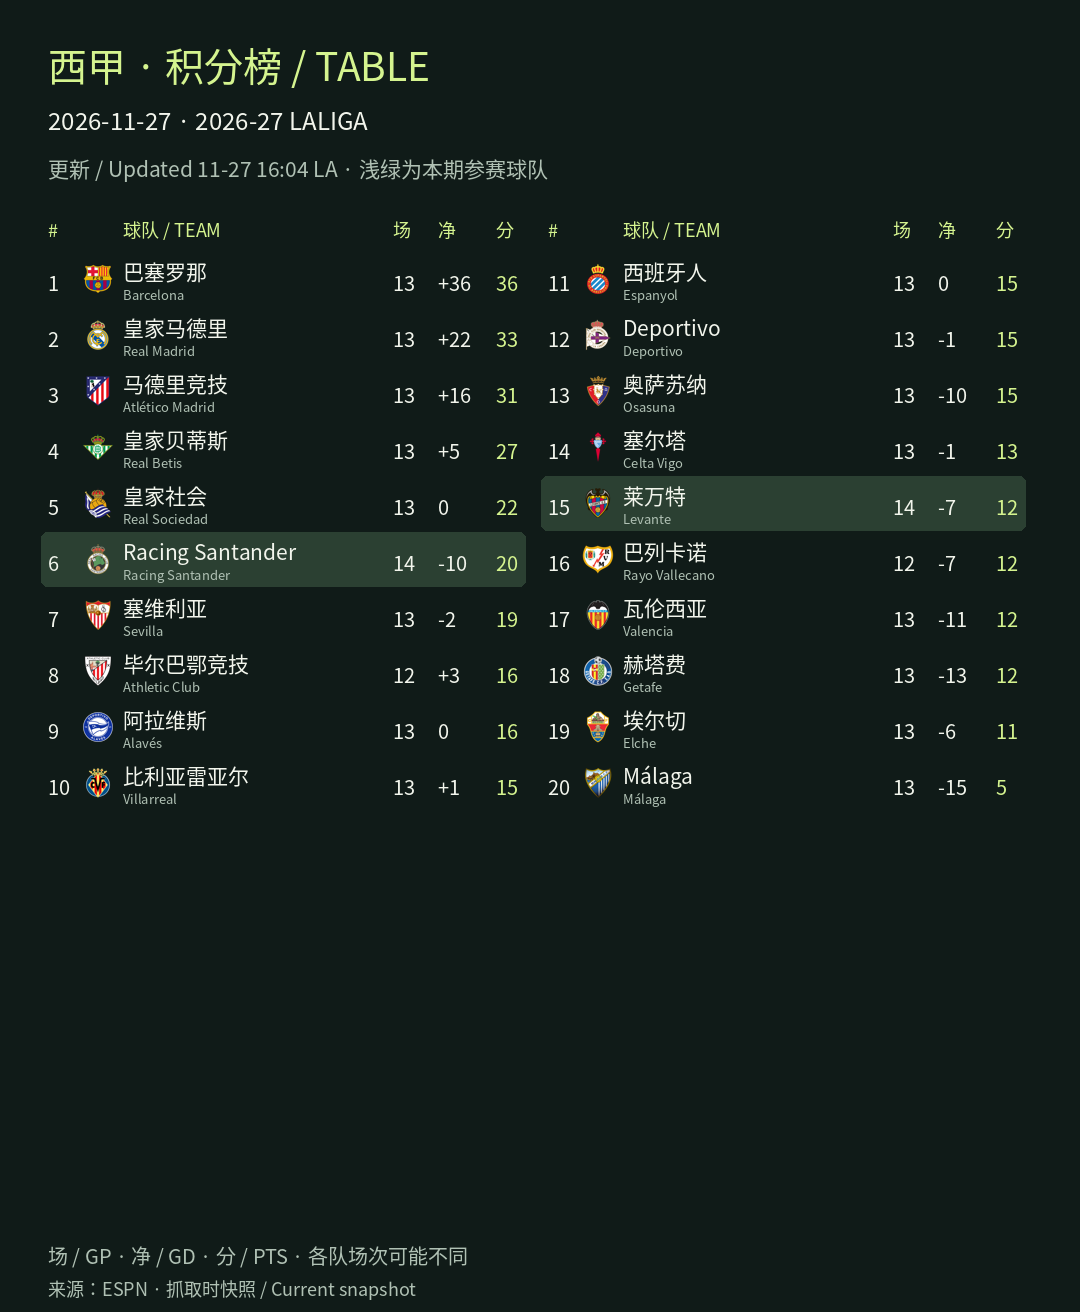 西甲 · 积分榜 / TABLE
2026-11-27 · 2026-27 LALIGA
更新 / Updated 11-27 16:04 LA · 浅绿为本期参赛球队
# 球队 / TEAM 场 净 分
1 巴塞罗那 13 +36 36
Barcelona
2 皇家马德里 13 +22 33
Real Madrid
3 马德里竞技 13 +16 31
Atlético Madrid
4 皇家贝蒂斯 13 +5 27
Real Betis
5 皇家社会 13 0 22
Real Sociedad
6 Racing Santander 14 -10 20
Racing Santander
7 塞维利亚 13 -2 19
Sevilla
8 毕尔巴鄂竞技 12 +3 16
Athletic Club
9 阿拉维斯 13 0 16
Alavés
10 比利亚雷亚尔 13 +1 15
Villarreal
# 球队 / TEAM 场 净 分
11 西班牙人 13 0 15
Espanyol
12 Deportivo 13 -1 15
Deportivo
13 奥萨苏纳 13 -10 15
Osasuna
14 塞尔塔 13 -1 13
Celta Vigo
15 莱万特 14 -7 12
Levante
16 巴列卡诺 12 -7 12
Rayo Vallecano
17 瓦伦西亚 13 -11 12
Valencia
18 赫塔费 13 -13 12
Getafe
19 埃尔切 13 -6 11
Elche
20 Málaga 13 -15 5
Málaga
场 / GP · 净 / GD · 分 / PTS · 各队场次可能不同
来源：ESPN · 抓取时快照 / Current snapshot